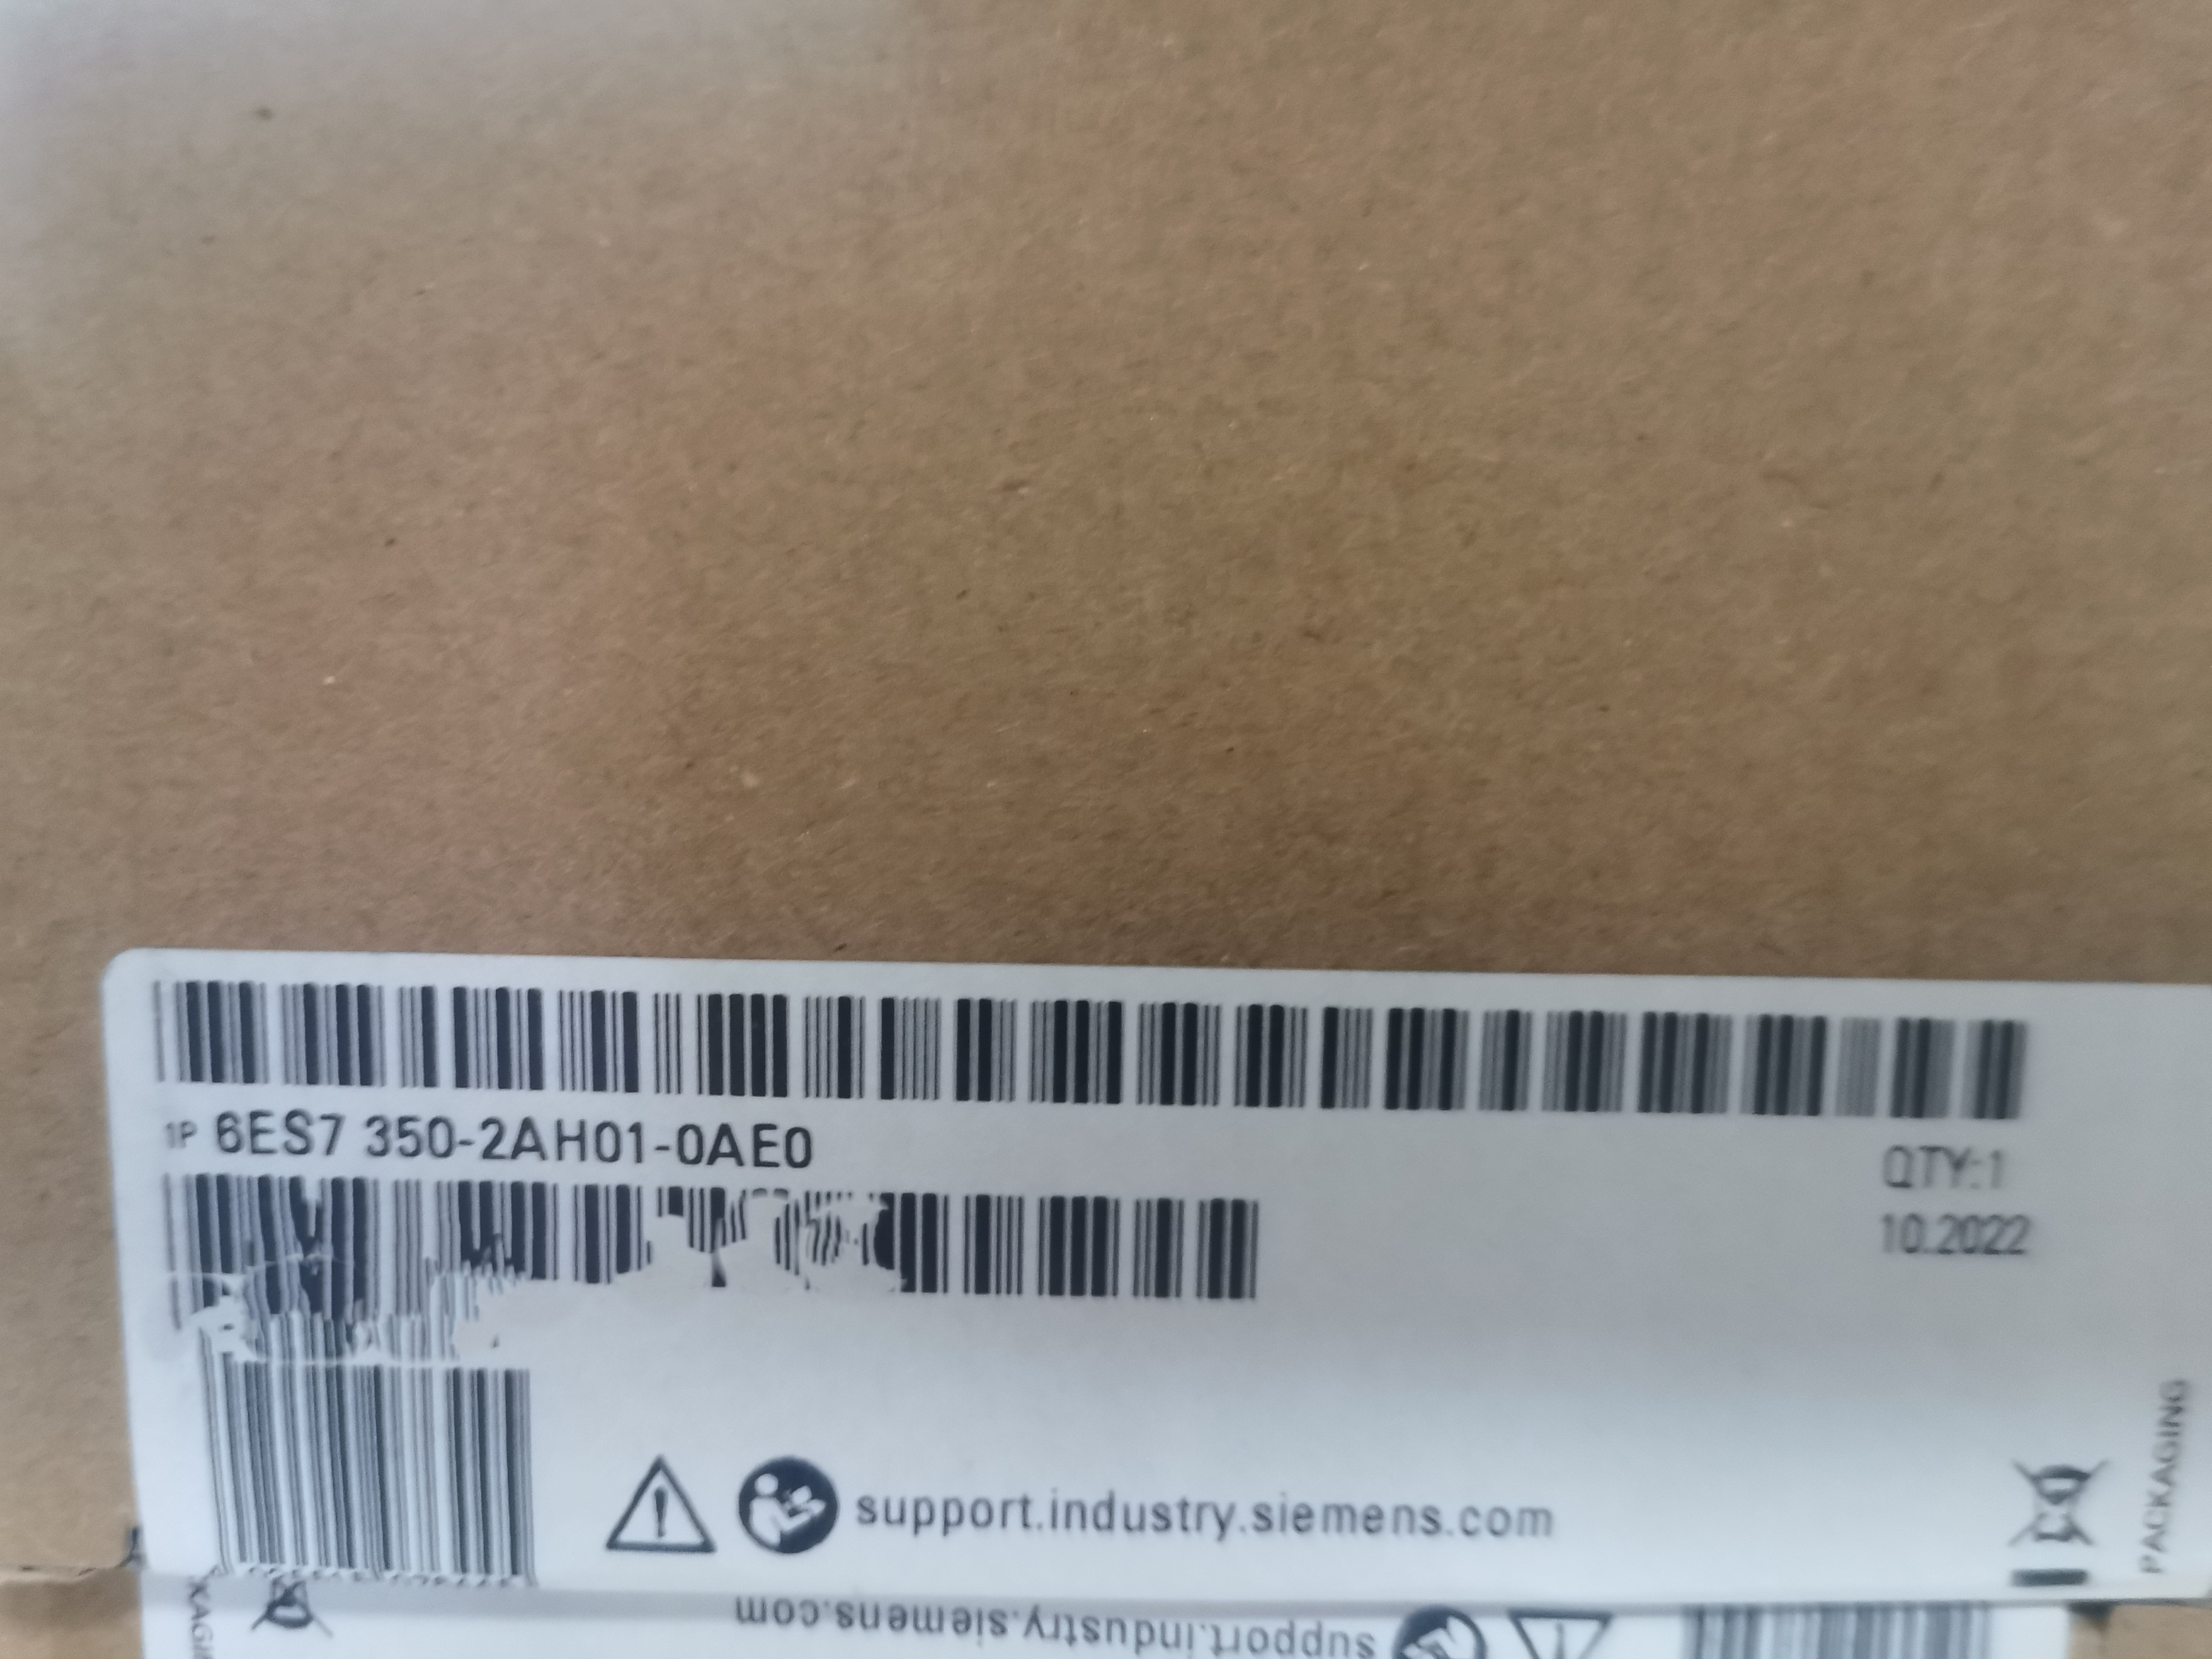 1P 6ES7 350-2AH01-0AE0
QTY:1
10.2022
support.industry.siemens.com
PACKAGING
support.industry.siemens.com